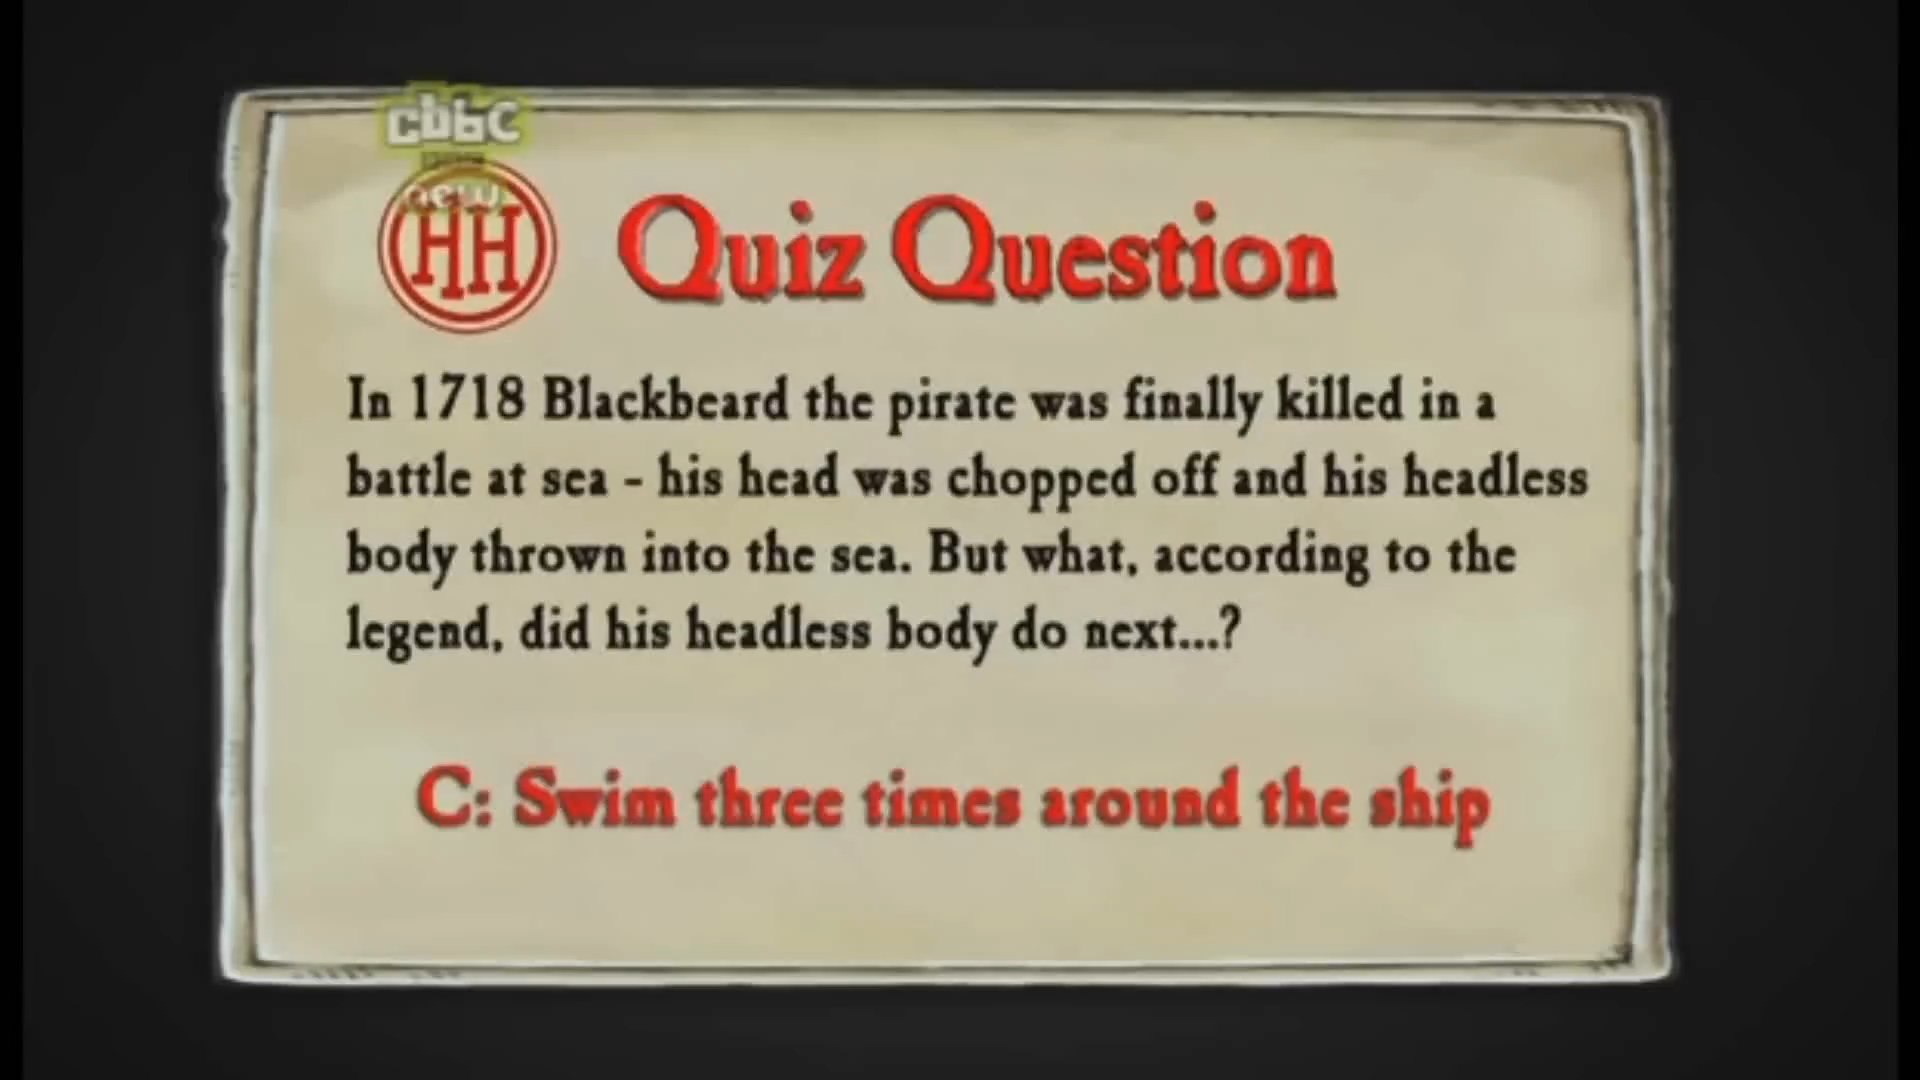 cbbc
new
HH
Quiz Question
In 1718 Blackbeard the pirate was finally killed in a
battle at sea - his head was chopped off and his headless
body thrown into the sea. But what, according to the
legend, did his headless body do next...?
C: Swim three times around the ship